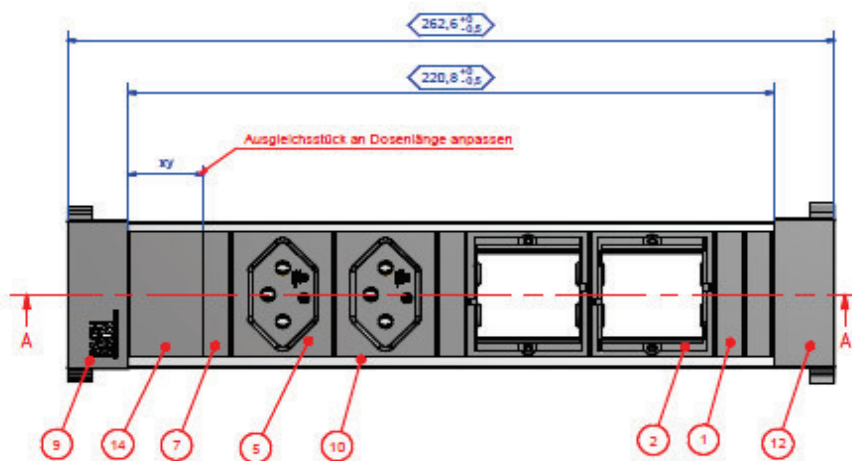 262,6 +0 -0,5
220,8 +0 -0,5
Ausgleichsstück an Dosenlänge anpassen
xy
A
A
9
14
7
5
10
2
1
12